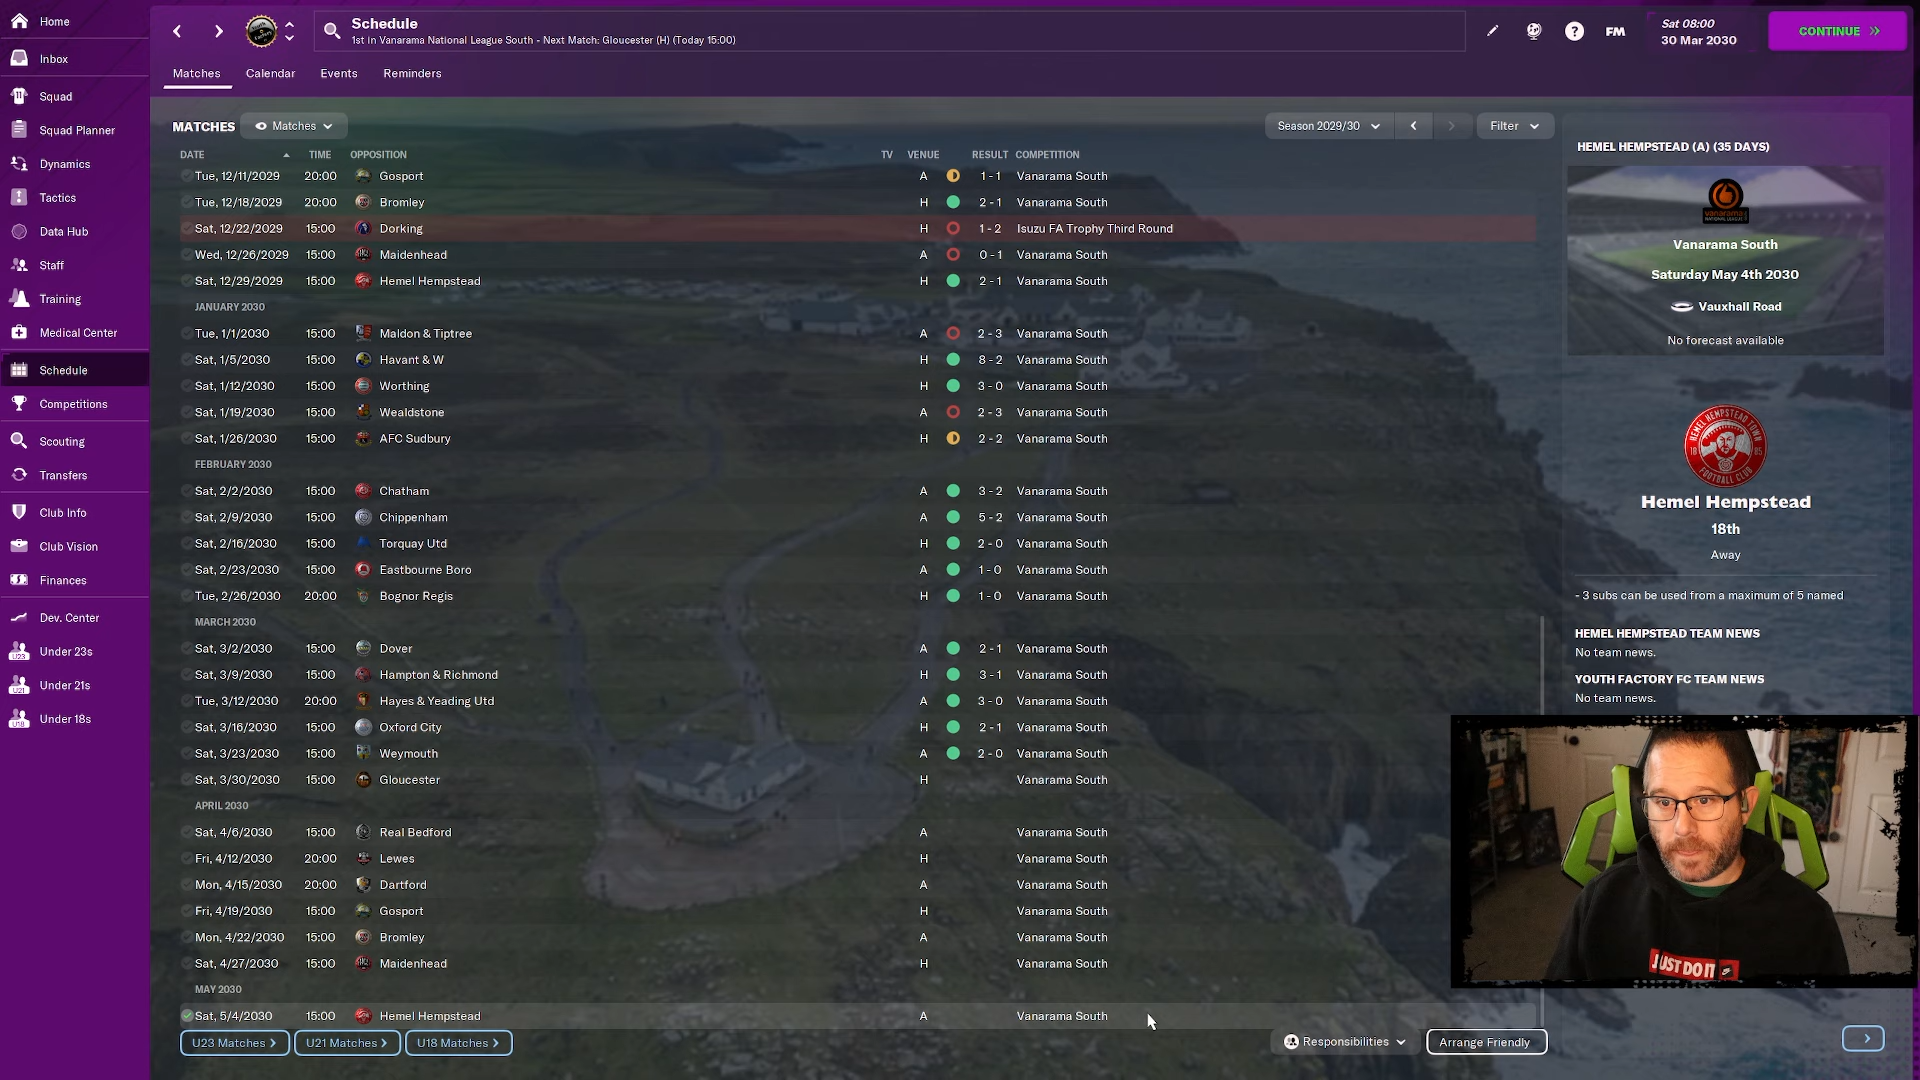 Home
Inbox
Squad
Squad Planner
Dynamics
Tactics
Data Hub
Staff
Training
Medical Center
Schedule
Competitions
Scouting
Transfers
Club Info
Club Vision
Finances
Dev. Center
Under 23s
Under 21s
Under 18s
Schedule
1st in Vanarama National League South - Next Match: Gloucester (H) (Today 15:00)
FM
Sat 08:00
30 Mar 2030
CONTINUE
Matches Calendar Events Reminders
MATCHES Matches Season 2029/30 Filter
DATE TIME OPPOSITION TV VENUE RESULT COMPETITION
Tue, 12/11/2029 20:00 Gosport A 1 - 1 Vanarama South
Tue, 12/18/2029 20:00 Bromley H 2 - 1 Vanarama South
Sat, 12/22/2029 15:00 Dorking H 1 - 2 Isuzu FA Trophy Third Round
Wed, 12/26/2029 15:00 Maidenhead A 0 - 1 Vanarama South
Sat, 12/29/2029 15:00 Hemel Hempstead H 2 - 1 Vanarama South
JANUARY 2030
Tue, 1/1/2030 15:00 Maldon & Tiptree A 2 - 3 Vanarama South
Sat, 1/5/2030 15:00 Havant & W H 8 - 2 Vanarama South
Sat, 1/12/2030 15:00 Worthing H 3 - 0 Vanarama South
Sat, 1/19/2030 15:00 Wealdstone A 2 - 3 Vanarama South
Sat, 1/26/2030 15:00 AFC Sudbury H 2 - 2 Vanarama South
FEBRUARY 2030
Sat, 2/2/2030 15:00 Chatham A 3 - 2 Vanarama South
Sat, 2/9/2030 15:00 Chippenham A 5 - 2 Vanarama South
Sat, 2/16/2030 15:00 Torquay Utd H 2 - 0 Vanarama South
Sat, 2/23/2030 15:00 Eastbourne Boro A 1 - 0 Vanarama South
Tue, 2/26/2030 20:00 Bognor Regis H 1 - 0 Vanarama South
MARCH 2030
Sat, 3/2/2030 15:00 Dover A 2 - 1 Vanarama South
Sat, 3/9/2030 15:00 Hampton & Richmond H 3 - 1 Vanarama South
Tue, 3/12/2030 20:00 Hayes & Yeading Utd A 3 - 0 Vanarama South
Sat, 3/16/2030 15:00 Oxford City H 2 - 1 Vanarama South
Sat, 3/23/2030 15:00 Weymouth A 2 - 0 Vanarama South
Sat, 3/30/2030 15:00 Gloucester H Vanarama South
APRIL 2030
Sat, 4/6/2030 15:00 Real Bedford A Vanarama South
Fri, 4/12/2030 20:00 Lewes H Vanarama South
Mon, 4/15/2030 20:00 Dartford A Vanarama South
Fri, 4/19/2030 15:00 Gosport H Vanarama South
Mon, 4/22/2030 15:00 Bromley A Vanarama South
Sat, 4/27/2030 15:00 Maidenhead H Vanarama South
MAY 2030
Sat, 5/4/2030 15:00 Hemel Hempstead A Vanarama South
U23 Matches U21 Matches U18 Matches
Responsibilities
Arrange Friendly
HEMEL HEMPSTEAD (A) (35 DAYS)
vanarama
Vanarama South
Saturday May 4th 2030
Vauxhall Road
No forecast available
HEMEL HEMPSTEAD TOWN
18 85
FOOTBALL CLUB
Hemel Hempstead
18th
Away
- 3 subs can be used from a maximum of 5 named
HEMEL HEMPSTEAD TEAM NEWS
No team news.
YOUTH FACTORY FC TEAM NEWS
No team news.
JUST DO IT